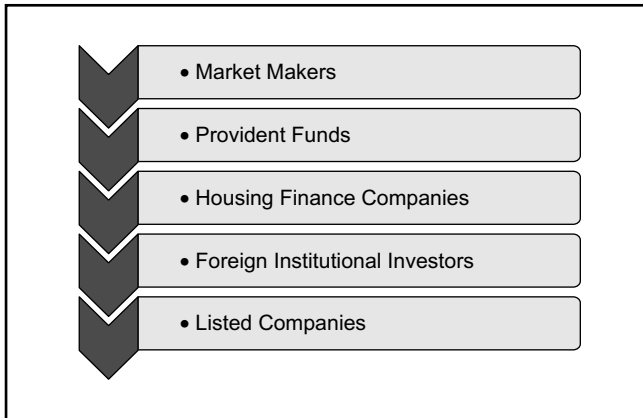 • Market Makers
• Provident Funds
• Housing Finance Companies
• Foreign Institutional Investors
• Listed Companies